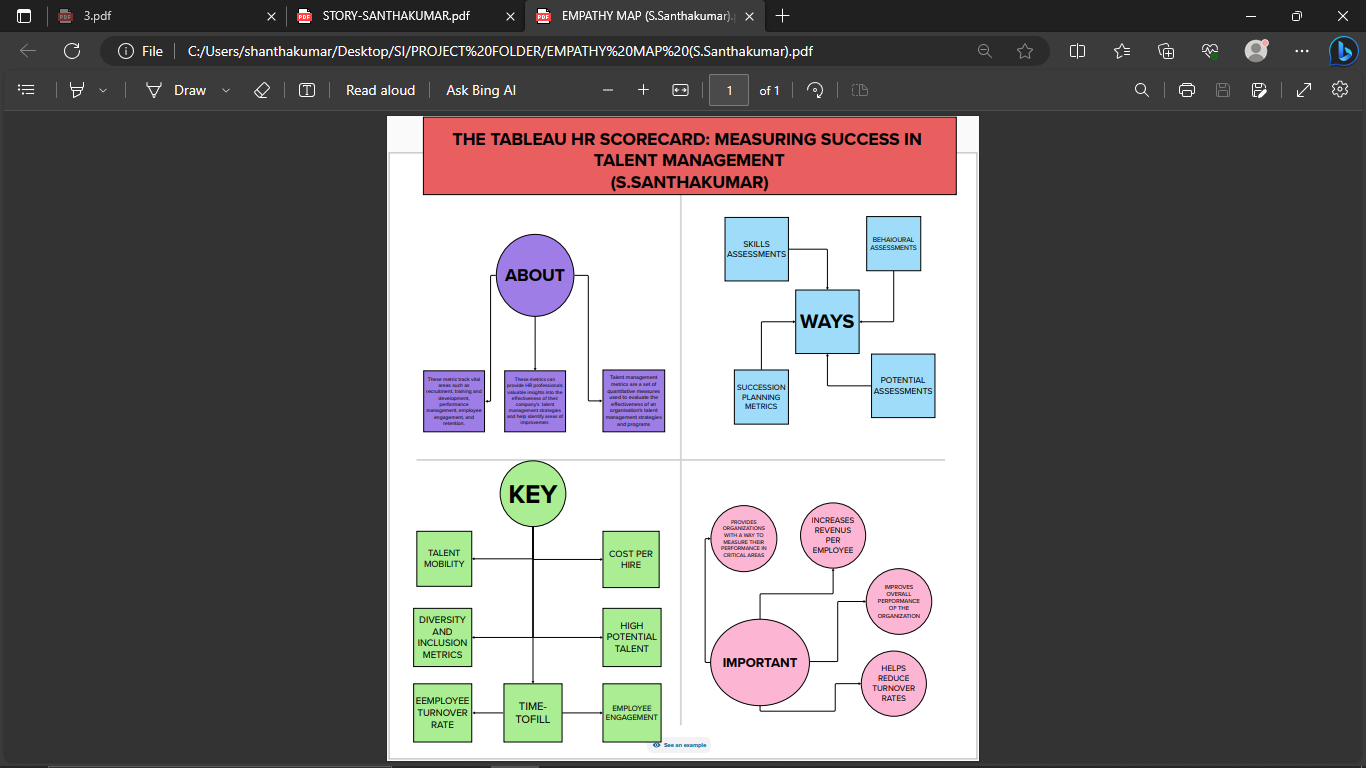 3.pdf
STORY-SANTHAKUMAR.pdf
EMPATHY MAP (S.Santhakumar).
File
C:/Users/shanthakumar/Desktop/SI/PROJECT%20FOLDER/EMPATHY%20MAP%20(S.Santhakumar).pdf
Draw
Read aloud
Ask Bing AI
1
of 1
THE TABLEAU HR SCORECARD: MEASURING SUCCESS IN
TALENT MANAGEMENT
(S.SANTHAKUMAR)
ABOUT
These metric track vital
areas such as
recruitment, training and
development,
performance
management, employee
engagement, and
retention.
These metrics can
provide HR professionals
valuable insights into the
effectiveness of their
company's talent
management strategies
and help identify areas of
improvemen
Talent management
metrics are a set of
quantitative measures
used to evaluate the
effectiveness of an
organisation's talent
management strategies
and programs
SKILLS
ASSESSMENTS
BEHAIOURAL
ASSESSMENTS
WAYS
SUCCESSION
PLANNING
METRICS
POTENTIAL
ASSESSMENTS
KEY
TALENT
MOBILITY
COST PER
HIRE
DIVERSITY
AND
INCLUSION
METRICS
HIGH
POTENTIAL
TALENT
EEMPLOYEE
TURNOVER
RATE
TIME-
TOFILL
EMPLOYEE
ENGAGEMENT
PROVIDES
ORGANIZATIONS
WITH A WAY TO
MEASURE THEIR
PERFORMANCE IN
CRITICAL AREAS
INCREASES
REVENUS
PER
EMPLOYEE
IMPROVES
OVERALL
PERFORMANCE
OF THE
ORGANIZATION
IMPORTANT
HELPS
REDUCE
TURNOVER
RATES
See an example